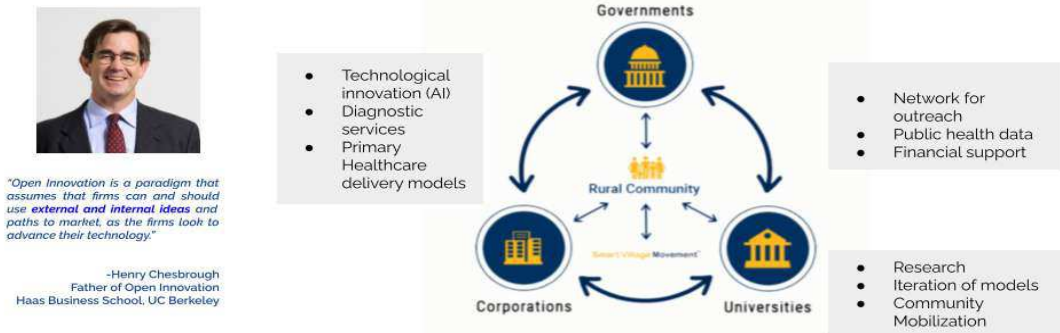 "Open Innovation is a paradigm that
assumes that firms can and should
use external and internal ideas and
paths to market, as the firms look to
advance their technology."
-Henry Chesbrough
Father of Open Innovation
Haas Business School, UC Berkeley
● Technological
innovation (AI)
● Diagnostic
services
● Primary
Healthcare
delivery models
Governments
Rural Community
Smart Village Movement
Corporations
Universities
● Network for
outreach
● Public health data
● Financial support
● Research
● Iteration of models
● Community
Mobilization